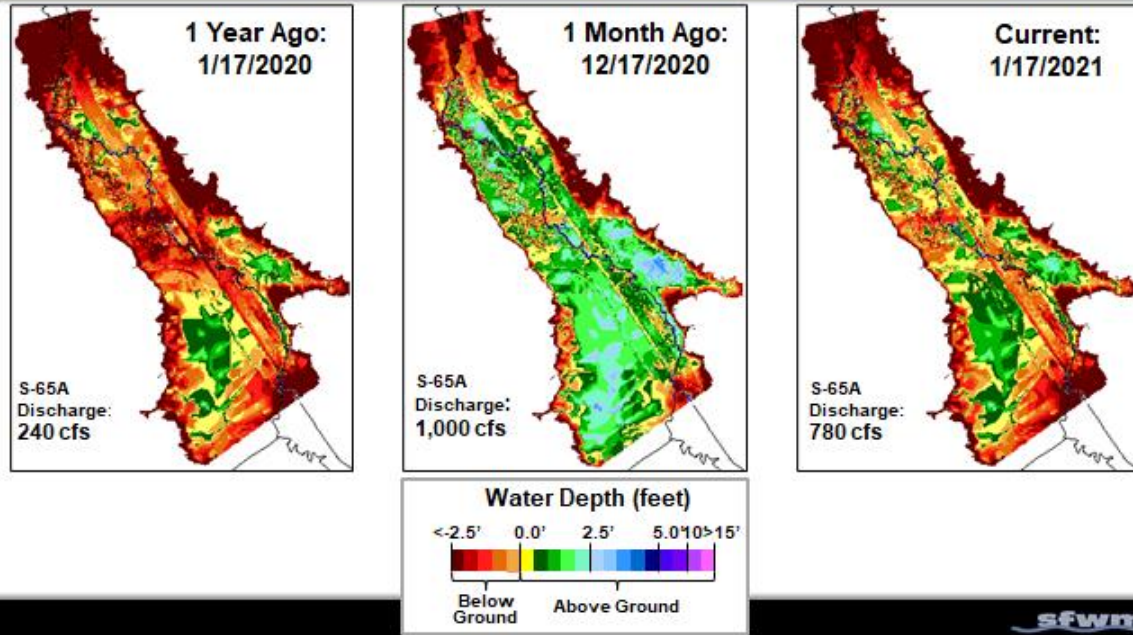 1 Year Ago:
1/17/2020
S-65A
Discharge:
240 cfs
1 Month Ago:
12/17/2020
S-65A
Discharge:
1,000 cfs
Current:
1/17/2021
S-65A
Discharge:
780 cfs
Water Depth (feet)
<-2.5' 0.0' 2.5' 5.0'10>15'
Below
Ground
Above Ground